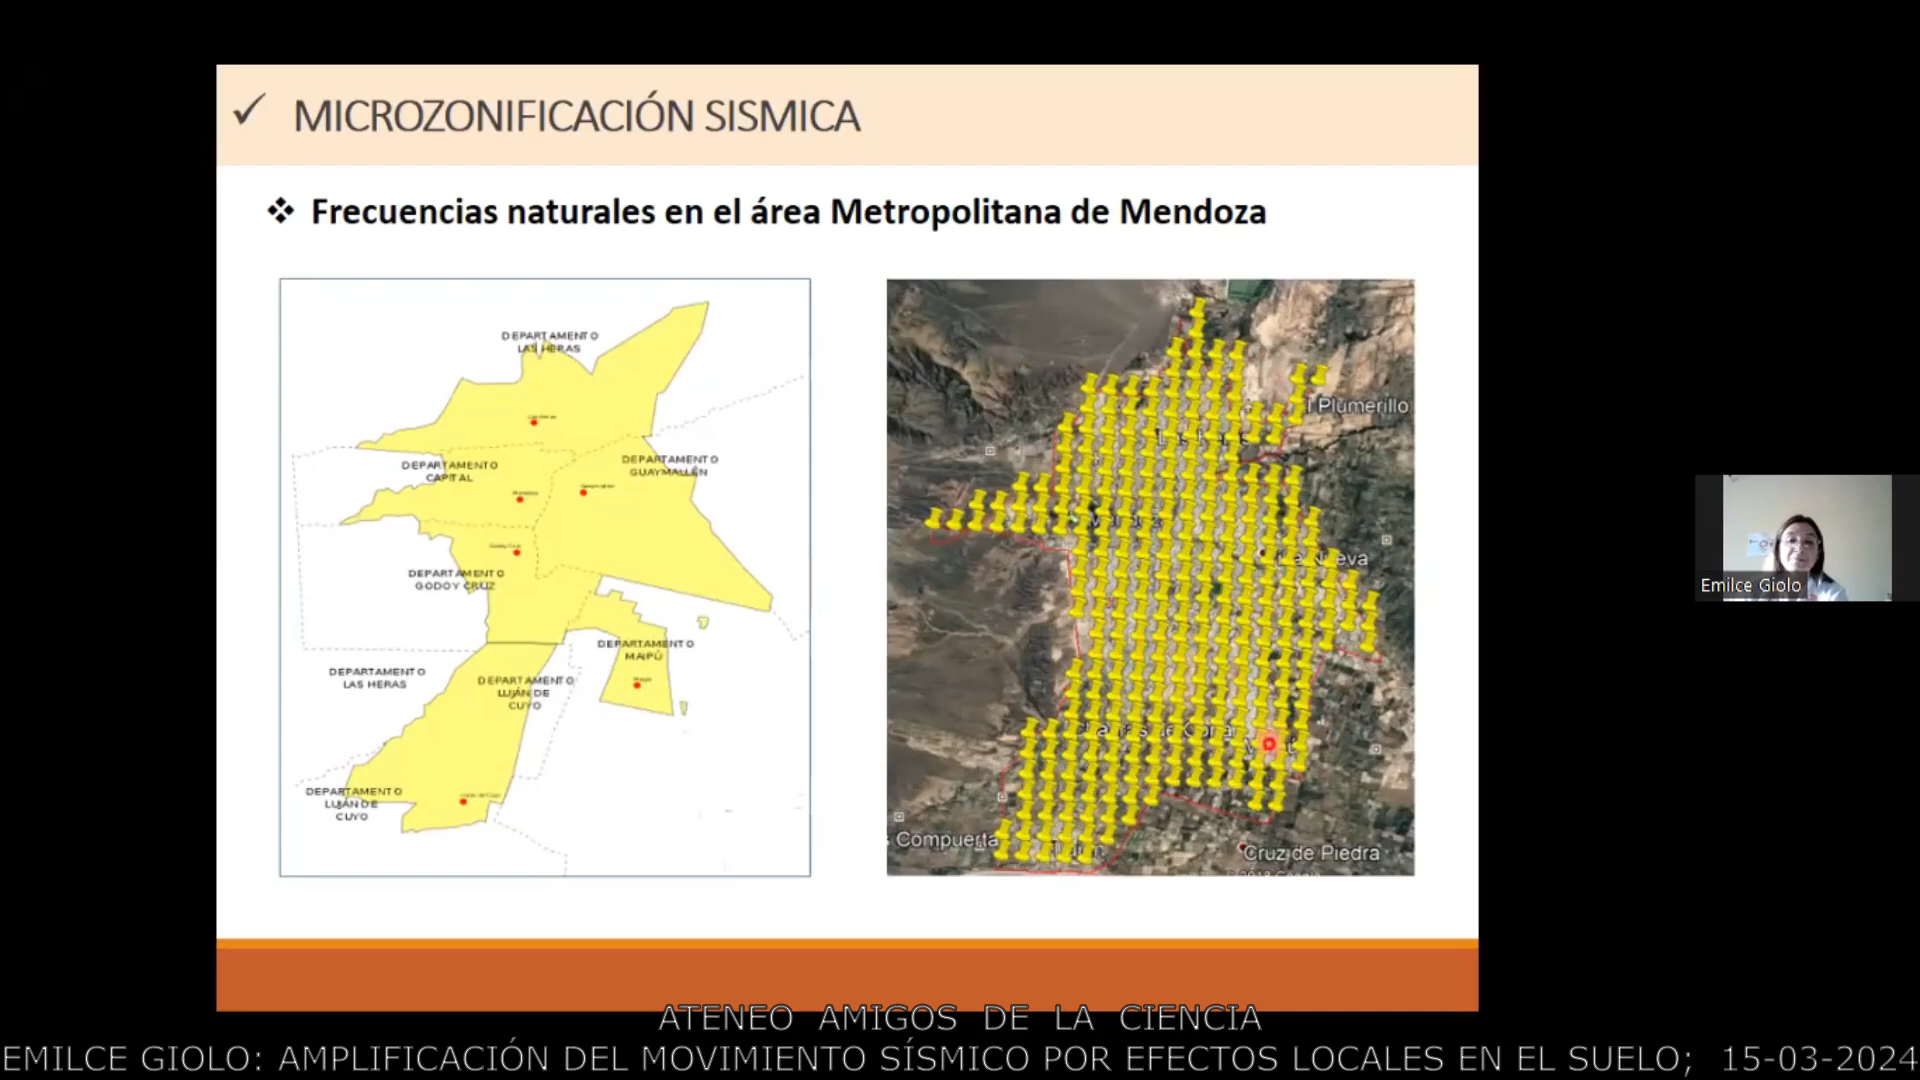 ✓ MICROZONIFICACIÓN SISMICA
❖ Frecuencias naturales en el área Metropolitana de Mendoza
DEPARTAMENTO
LAS HERAS
DEPARTAMENTO
CAPITAL
DEPARTAMENTO
GUAYMALLÉN
DEPARTAMENTO
GODOY CRUZ
DEPARTAMENTO
MAIPÚ
DEPARTAMENTO
LAS HERAS
DEPARTAMENTO
LUJÁN DE
CUYO
DEPARTAMENTO
LUJÁN DE
CUYO
l Plumerillo
Compuerta
Cruz de Piedra
Emilce Giolo
ATENEO AMIGOS DE LA CIENCIA
EMILCE GIOLO: AMPLIFICACIÓN DEL MOVIMIENTO SÍSMICO POR EFECTOS LOCALES EN EL SUELO; 15-03-2024